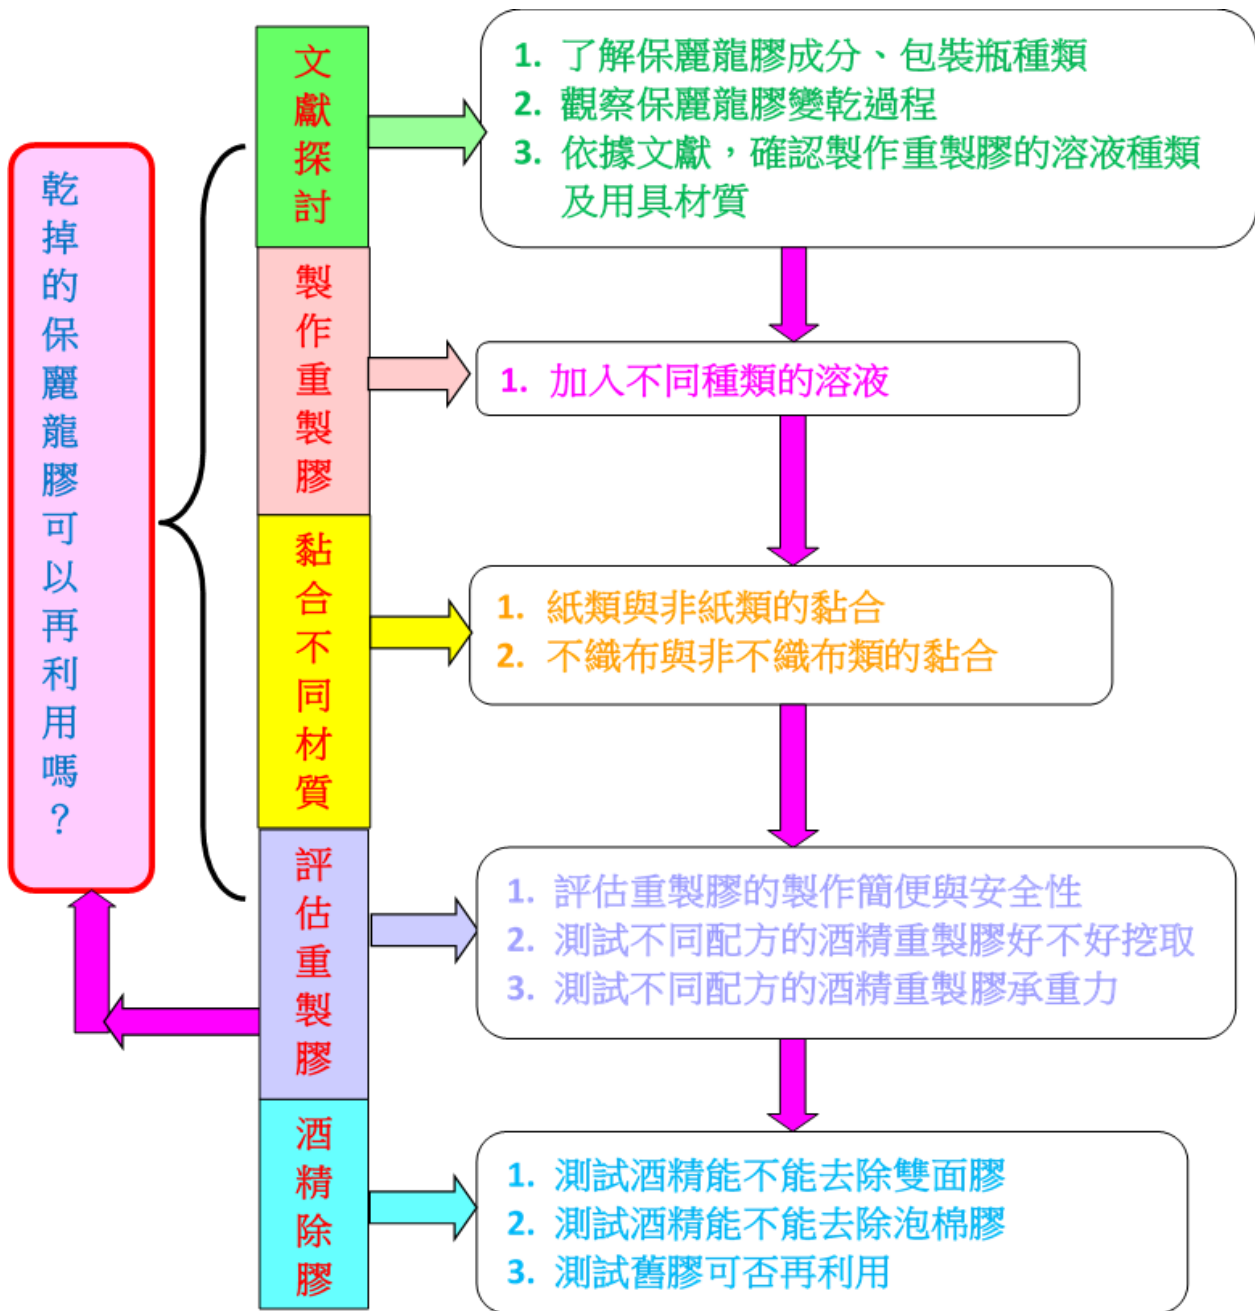 乾掉的保麗龍膠可以再利用嗎？
文獻探討
1. 了解保麗龍膠成分、包裝瓶種類
2. 觀察保麗龍膠變乾過程
3. 依據文獻，確認製作重製膠的溶液種類
及用具材質
製作重製膠
1. 加入不同種類的溶液
黏合不同材質
1. 紙類與非紙類的黏合
2. 不織布與非不織布類的黏合
評估重製膠
1. 評估重製膠的製作簡便與安全性
2. 測試不同配方的酒精重製膠好不好挖取
3. 測試不同配方的酒精重製膠承重力
酒精除膠
1. 測試酒精能不能去除雙面膠
2. 測試酒精能不能去除泡棉膠
3. 測試舊膠可否再利用